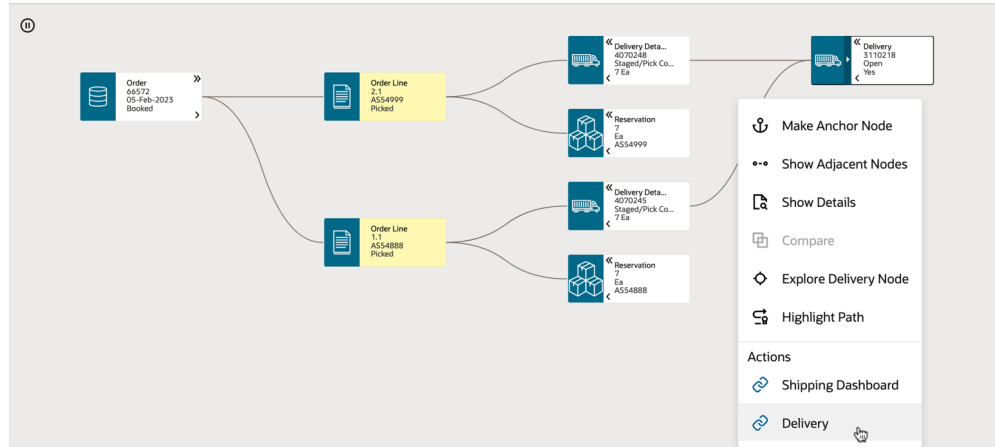 Order
66572
05-Feb-2023
Booked
Order Line
2.1
AS54999
Picked
Order Line
1.1
AS54888
Picked
Delivery Deta...
4070248
Staged/Pick Co...
7 Ea
Reservation
7
Ea
AS54999
Delivery Deta...
4070245
Staged/Pick Co...
7 Ea
Reservation
7
Ea
AS54888
Delivery
3110218
Open
Yes
Make Anchor Node
Show Adjacent Nodes
Show Details
Compare
Explore Delivery Node
Highlight Path
Actions
Shipping Dashboard
Delivery